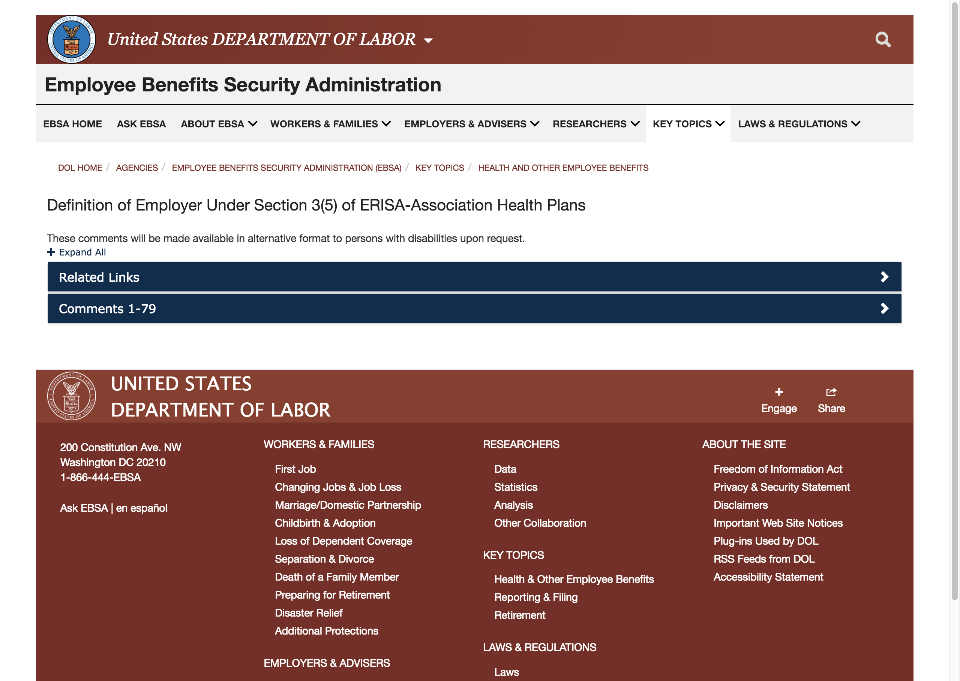 United States DEPARTMENT OF LABOR
Employee Benefits Security Administration
EBSA HOME ASK EBSA ABOUT EBSA WORKERS & FAMILIES EMPLOYERS & ADVISERS RESEARCHERS KEY TOPICS LAWS & REGULATIONS
DOL HOME / AGENCIES / EMPLOYEE BENEFITS SECURITY ADMINISTRATION (EBSA) / KEY TOPICS / HEALTH AND OTHER EMPLOYEE BENEFITS
Definition of Employer Under Section 3(5) of ERISA-Association Health Plans
These comments will be made available in alternative format to persons with disabilities upon request.
+ Expand All
Related Links
Comments 1-79
UNITED STATES
DEPARTMENT OF LABOR
Engage Share
200 Constitution Ave. NW
Washington DC 20210
1-866-444-EBSA
Ask EBSA | en español
WORKERS & FAMILIES
First Job
Changing Jobs & Job Loss
Marriage/Domestic Partnership
Childbirth & Adoption
Loss of Dependent Coverage
Separation & Divorce
Death of a Family Member
Preparing for Retirement
Disaster Relief
Additional Protections
EMPLOYERS & ADVISERS
RESEARCHERS
Data
Statistics
Analysis
Other Collaboration
KEY TOPICS
Health & Other Employee Benefits
Reporting & Filing
Retirement
LAWS & REGULATIONS
Laws
ABOUT THE SITE
Freedom of Information Act
Privacy & Security Statement
Disclaimers
Important Web Site Notices
Plug-ins Used by DOL
RSS Feeds from DOL
Accessibility Statement